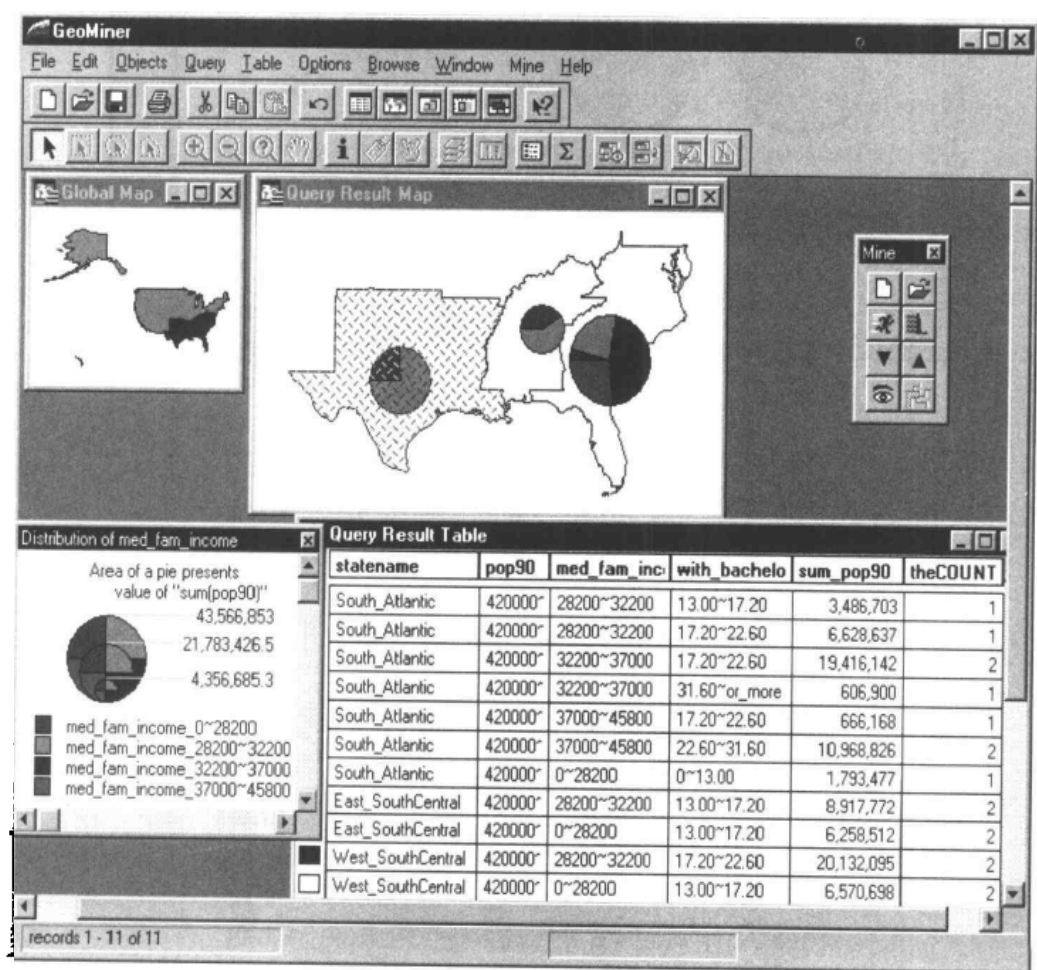 GeoMiner
File Edit Objects Query Table Options Browse Window Mine Help
Global Map
Query Result Map
Mine
Distribution of med_fam_income
Area of a pie presents
value of "sum(pop90)"
43,566,853
21,783,426.5
4,356,685.3
med_fam_income_0~28200
med_fam_income_28200~32200
med_fam_income_32200~37000
med_fam_income_37000~45800
Query Result Table
statename pop90 med_fam_inc with_bachelo sum_pop90 theCOUNT
South_Atlantic 420000~ 28200~32200 13.00~17.20 3,486,703 1
South_Atlantic 420000~ 28200~32200 17.20~22.60 6,628,637 1
South_Atlantic 420000~ 32200~37000 17.20~22.60 19,416,142 2
South_Atlantic 420000~ 32200~37000 31.60~or_more 606,900 1
South_Atlantic 420000~ 37000~45800 17.20~22.60 666,168 1
South_Atlantic 420000~ 37000~45800 22.60~31.60 10,968,826 2
South_Atlantic 420000~ 0~28200 0~13.00 1,793,477 1
East_SouthCentral 420000~ 28200~32200 13.00~17.20 8,917,772 2
East_SouthCentral 420000~ 0~28200 13.00~17.20 6,258,512 2
West_SouthCentral 420000~ 28200~32200 17.20~22.60 20,132,095 2
West_SouthCentral 420000~ 0~28200 13.00~17.20 6,570,698 2
records 1 - 11 of 11